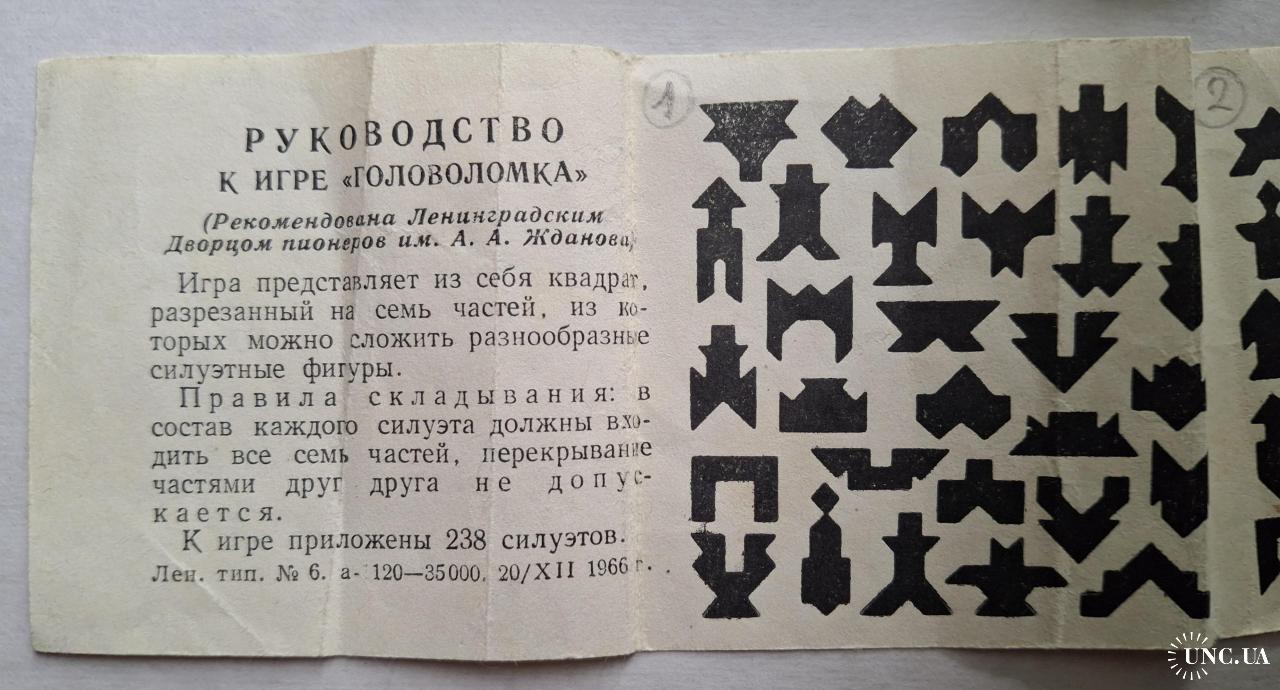 РУКОВОДСТВО
К ИГРЕ «ГОЛОВОЛОМКА»
(Рекомендована Ленинградским
Дворцом пионеров им. А. А. Жданова)
Игра представляет из себя квадрат,
разрезанный на семь частей, из ко-
торых можно сложить разнообразные
силуэтные фигуры.
Правила складывания: в
состав каждого силуэта должны вхо-
дить все семь частей, перекрывание
частями друг друга не допус-
кается.
К игре приложены 238 силуэтов.
Лен. тип. № 6. а-120—35000. 20/XII 1966 г.
1
2
UNC.UA